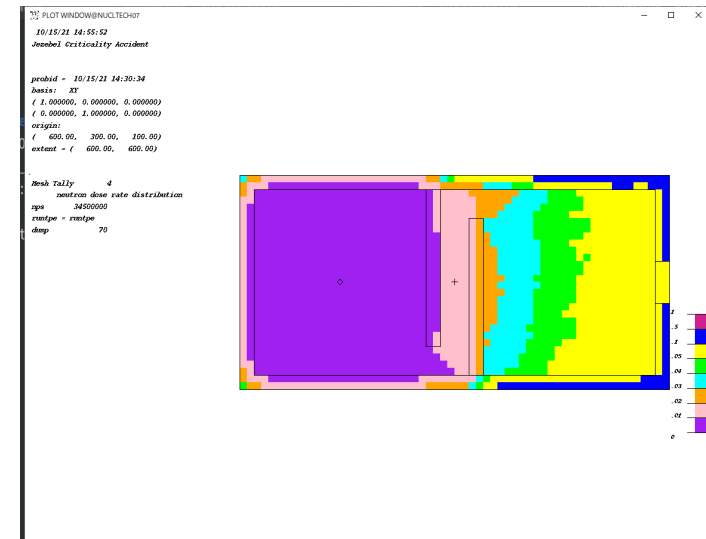 PLOT WINDOW@NUCLTECH07
10/15/21 14:55:52
Jezebel Criticality Accident
probid = 10/15/21 14:30:34
basis: XY
( 1.000000, 0.000000, 0.000000)
( 0.000000, 1.000000, 0.000000)
origin:
( 600.00, 300.00, 100.00)
extent = ( 600.00, 600.00)
Mesh Tally 4
neutron dose rate distribution
nps 34500000
runtpe = runtpe
dump 70
1
.5
.1
.05
.04
.03
.02
.01
0